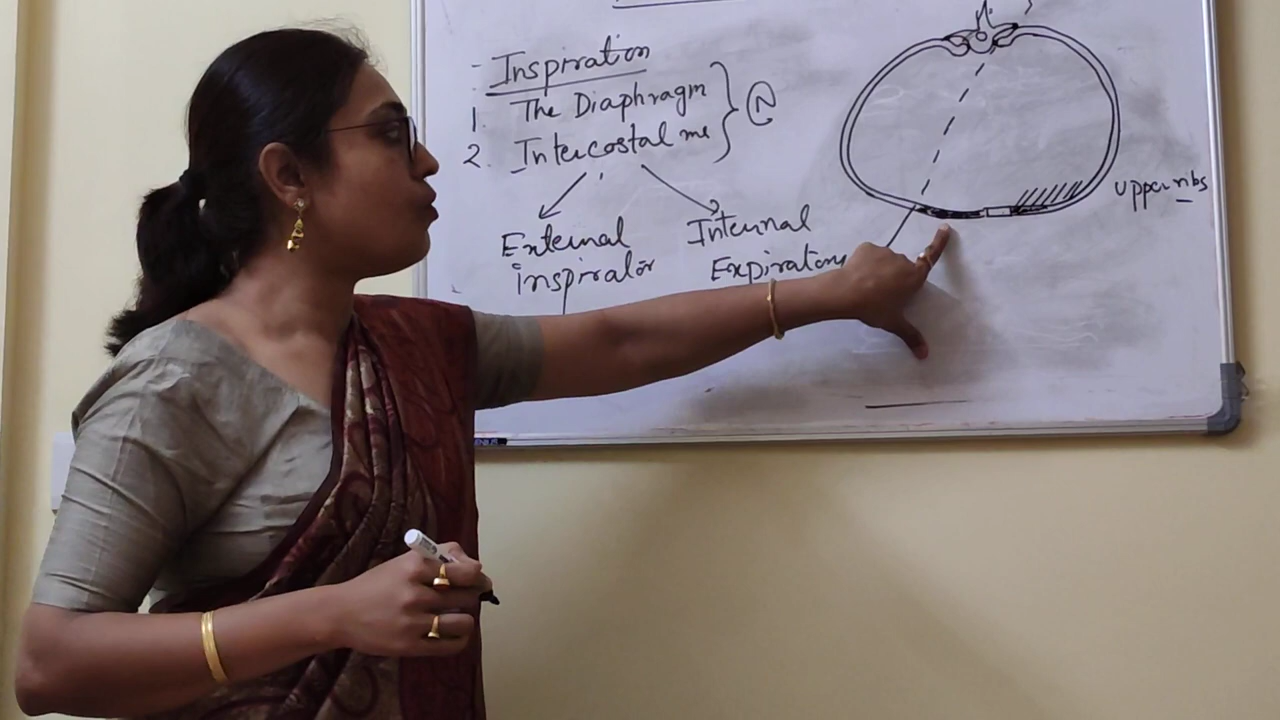 - Inspiration
1. The Diaphragm
2. Intercostal ms } N
External Internal
inspirator Expiratory
Upper ribs